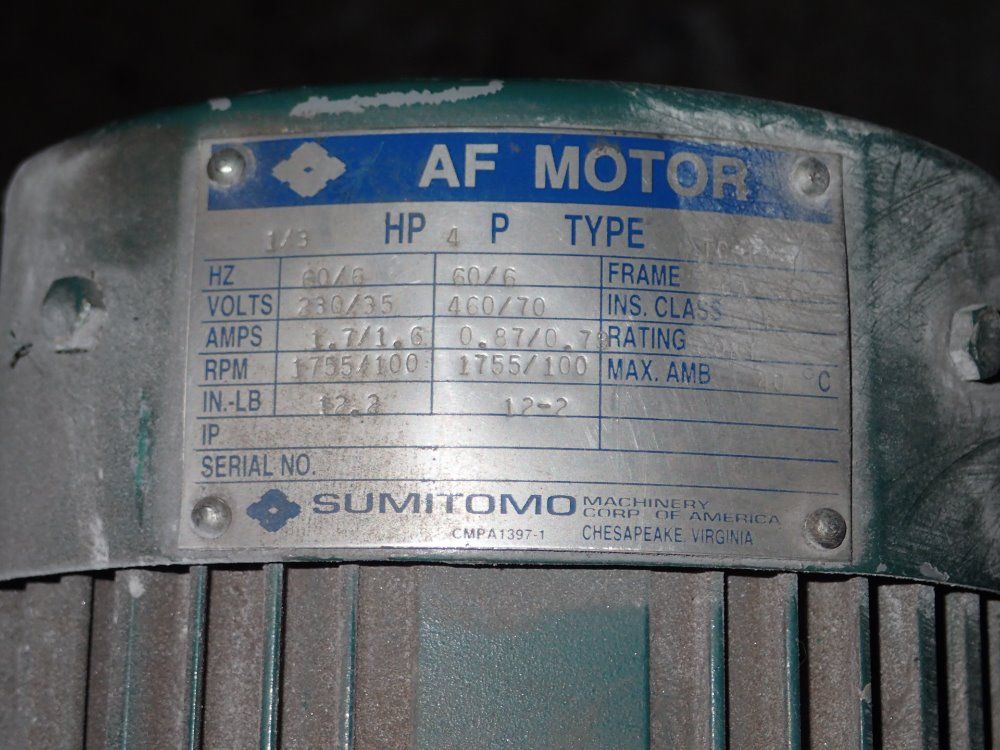 AF MOTOR
1/3 HP 4 P TYPE
HZ 60/6 60/6 FRAME
VOLTS 230/35 460/70 INS. CLASS
AMPS 1.7/1.6 0.87/0.79 RATING
RPM 1755/100 1755/100 MAX. AMB °C
IN.-LB 12.2 12-2
IP
SERIAL NO.
SUMITOMO MACHINERY
CORP. OF AMERICA
CMPA1397-1 CHESAPEAKE, VIRGINIA